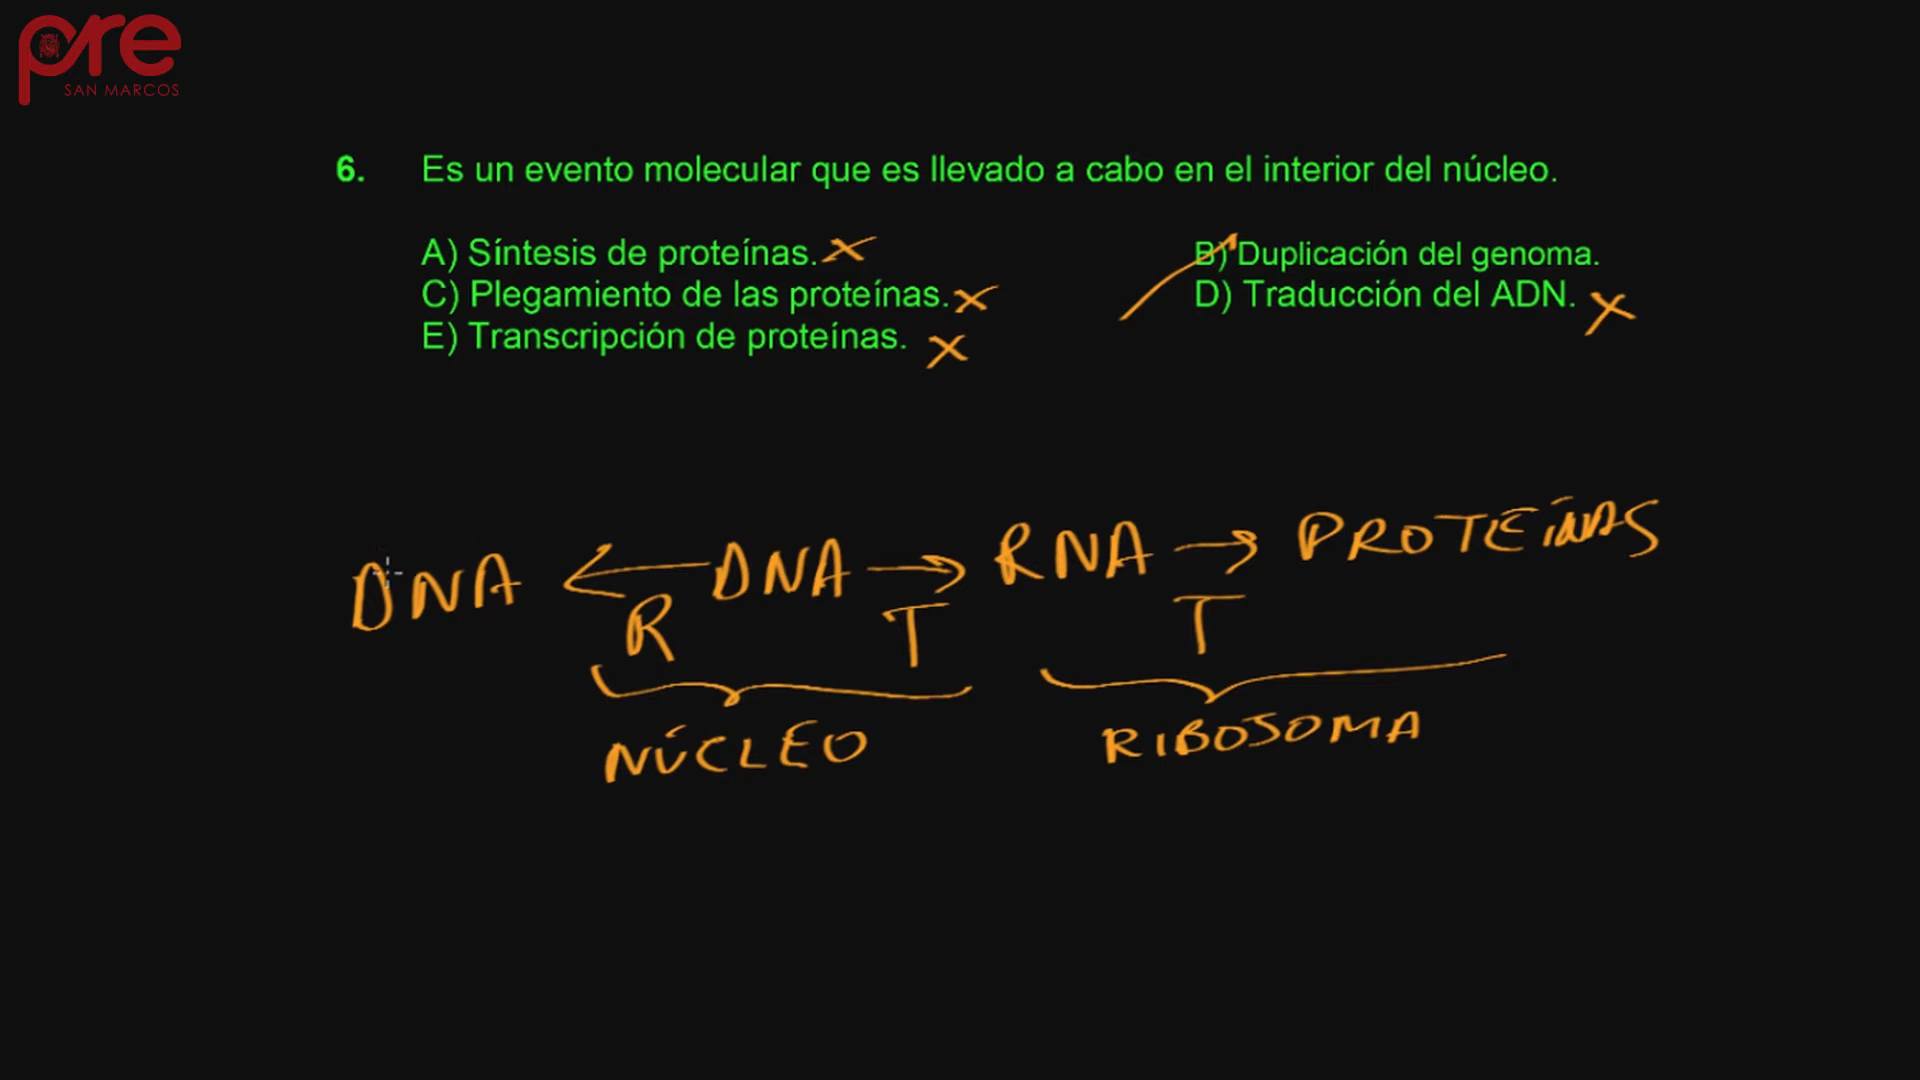 pre
SAN MARCOS
6. Es un evento molecular que es llevado a cabo en el interior del núcleo.
A) Síntesis de proteínas. B) Duplicación del genoma.
C) Plegamiento de las proteínas. D) Traducción del ADN.
E) Transcripción de proteínas.
DNA ← DNA → RNA → PROTEÍNAS
R T T
NÚCLEO RIBOSOMA